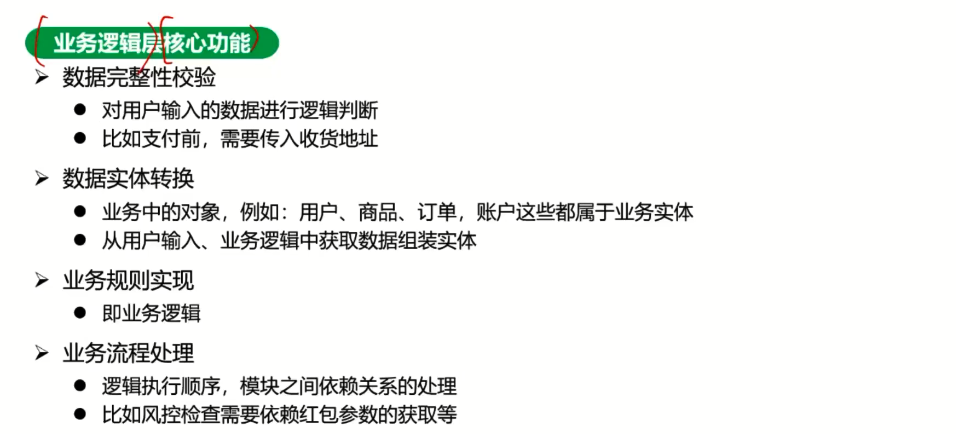 业务逻辑层核心功能
➢ 数据完整性校验
● 对用户输入的数据进行逻辑判断
● 比如支付前，需要传入收货地址
➢ 数据实体转换
● 业务中的对象，例如：用户、商品、订单，账户这些都属于业务实体
● 从用户输入、业务逻辑中获取数据组装实体
➢ 业务规则实现
● 即业务逻辑
➢ 业务流程处理
● 逻辑执行顺序，模块之间依赖关系的处理
● 比如风控检查需要依赖红包参数的获取等